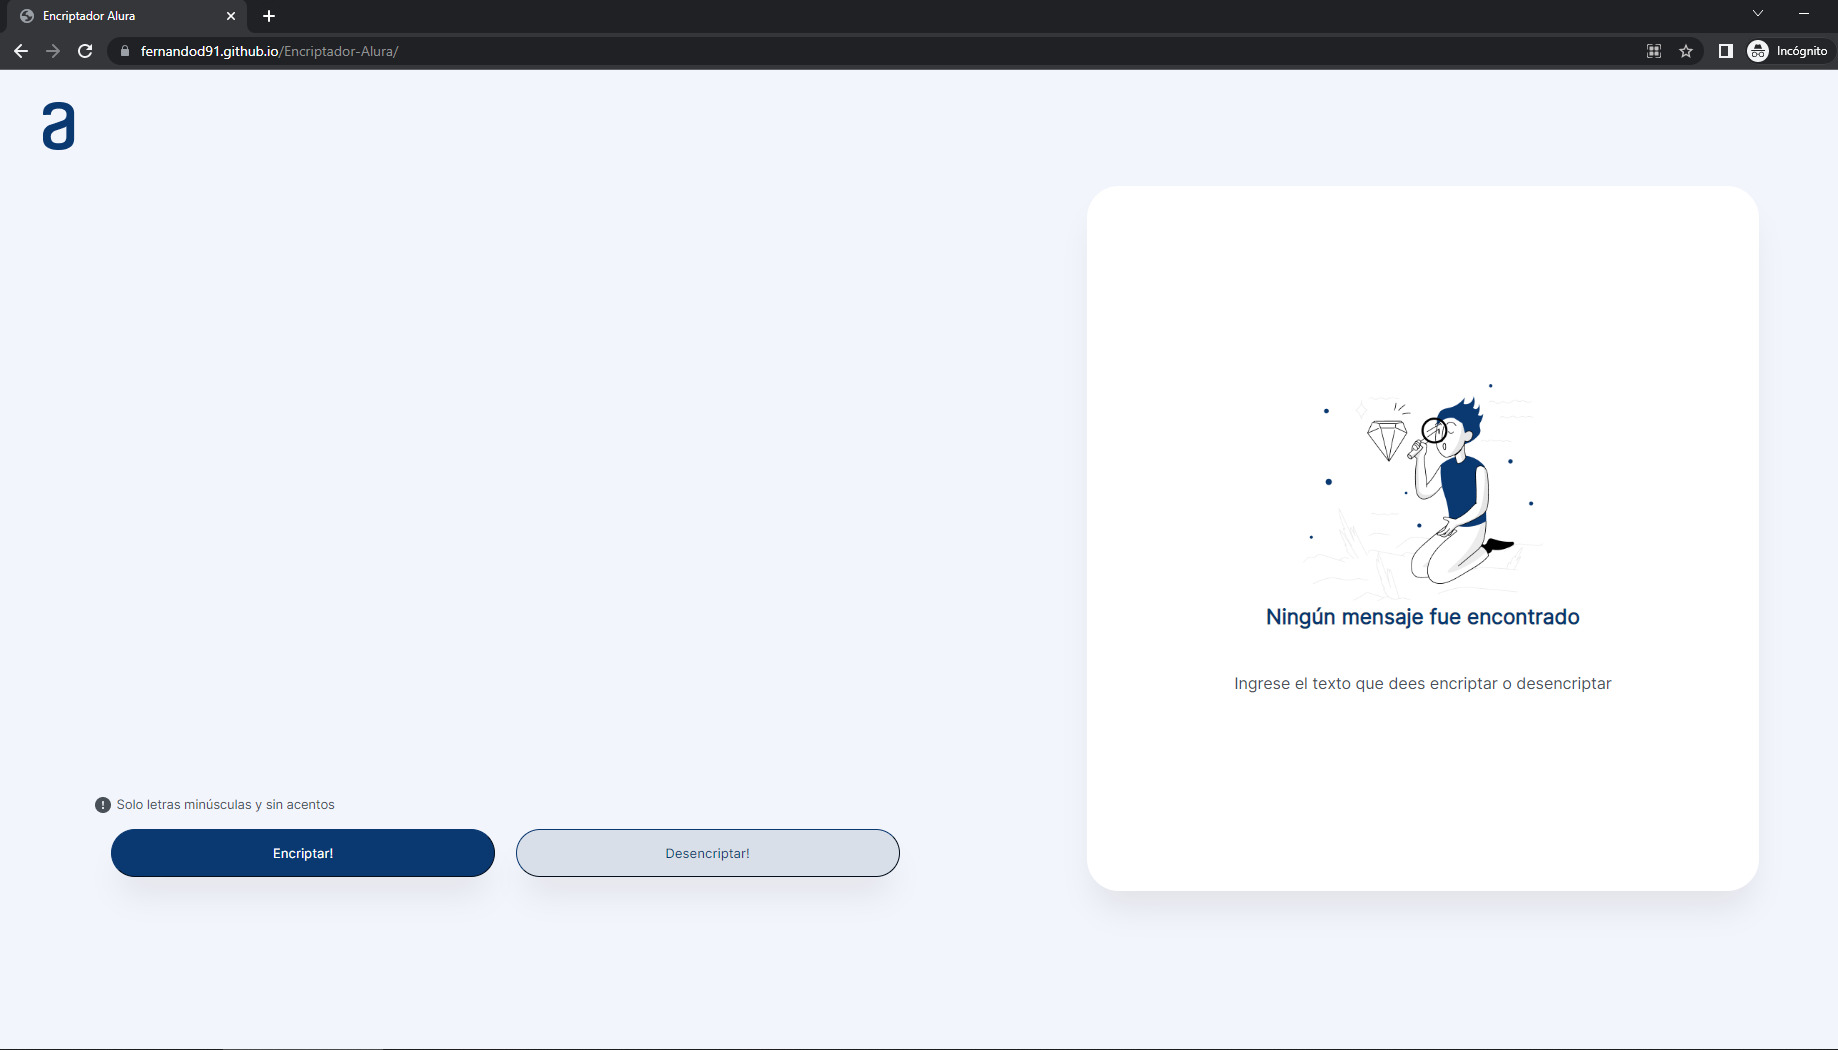 Encriptador Alura
fernandod91.github.io/Encriptador-Alura/
Incógnito
a
Ningún mensaje fue encontrado
Ingrese el texto que dees encriptar o desencriptar
Solo letras minúsculas y sin acentos
Encriptar!
Desencriptar!